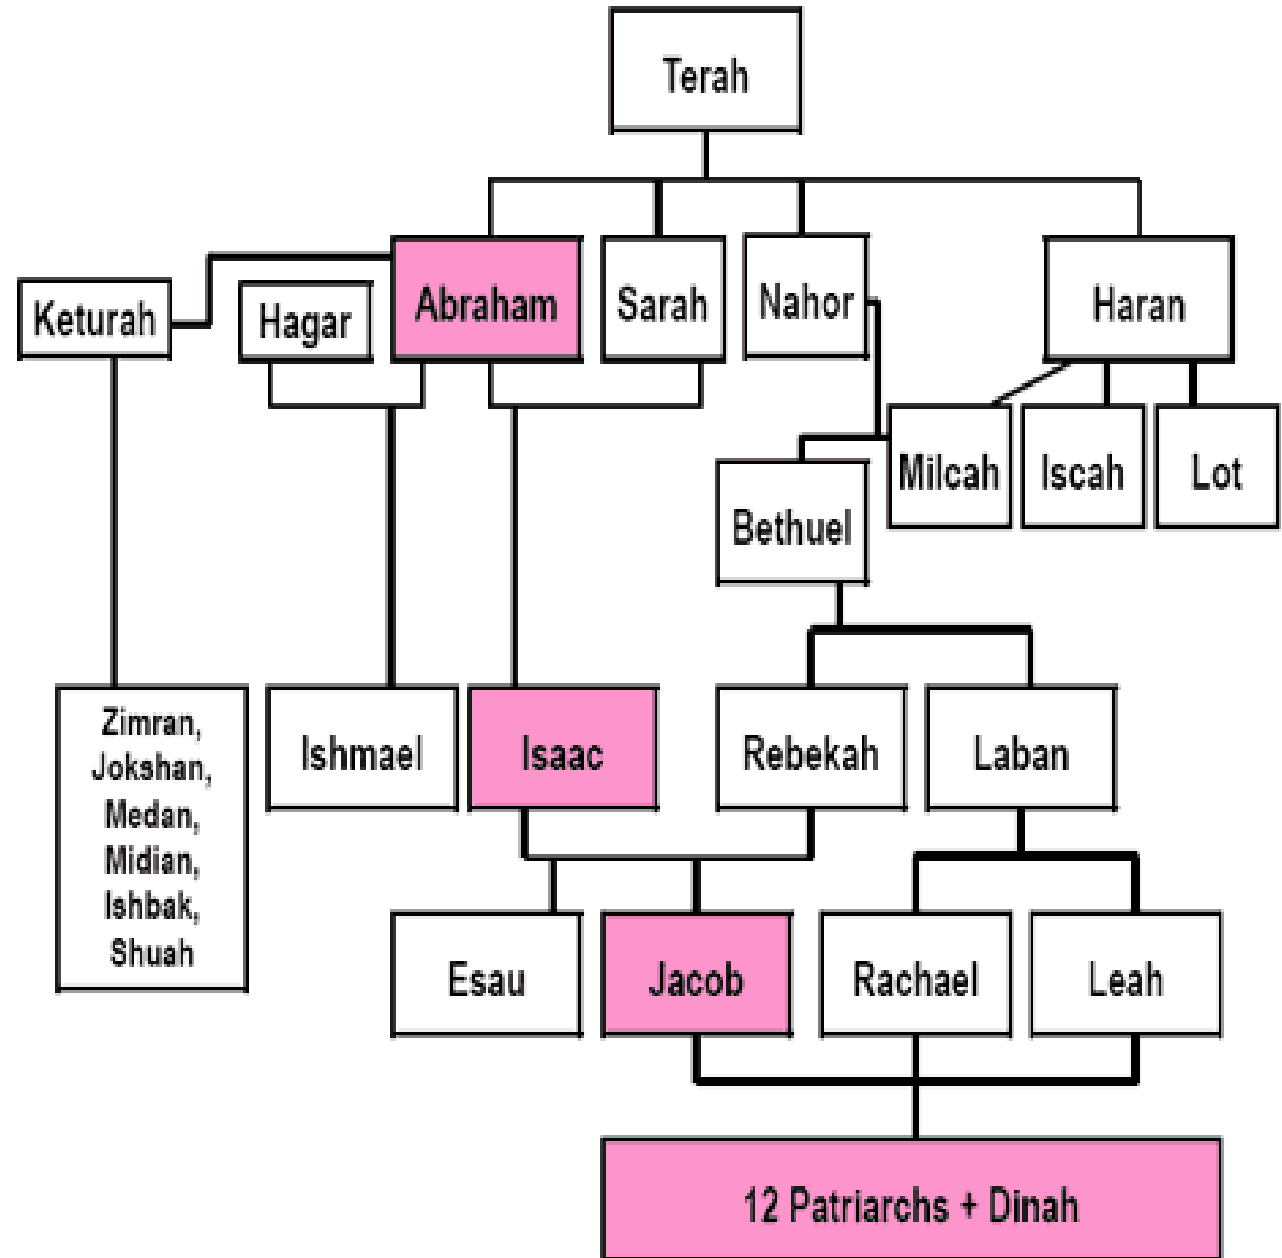 Terah
Keturah
Hagar
Abraham
Sarah
Nahor
Haran
Milcah
Iscah
Lot
Bethuel
Zimran,
Jokshan,
Medan,
Midian,
Ishbak,
Shuah
Ishmael
Isaac
Rebekah
Laban
Esau
Jacob
Rachael
Leah
12 Patriarchs + Dinah